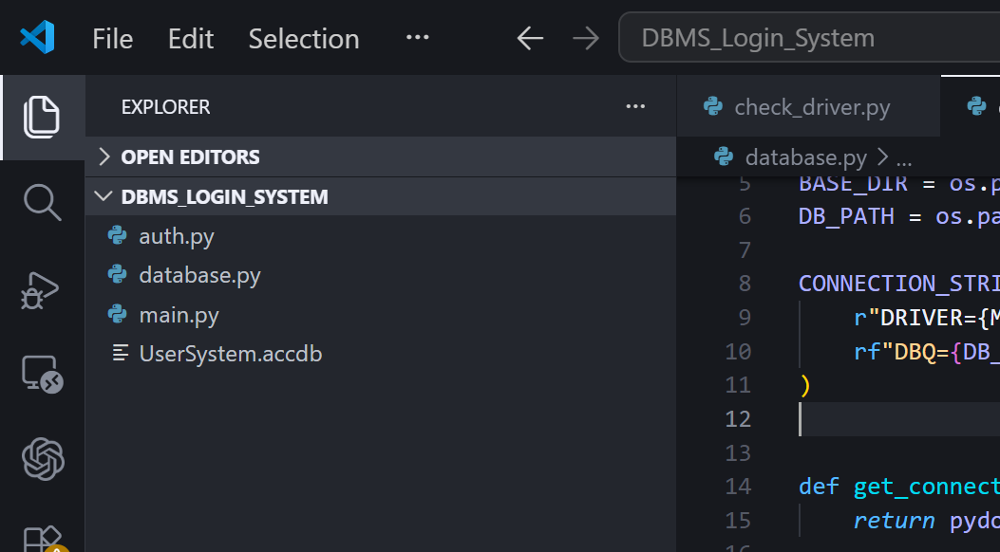 File Edit Selection ··· DBMS_Login_System
EXPLORER ···
OPEN EDITORS
DBMS_LOGIN_SYSTEM
auth.py
database.py
main.py
UserSystem.accdb
check_driver.py
database.py > ...
5 BASE_DIR = os.p
6 DB_PATH = os.pa
7
8 CONNECTION_STRI
9 r"DRIVER={M
10 rf"DBQ={DB_
11 )
12
13
14 def get_connect
15 return pydo
16